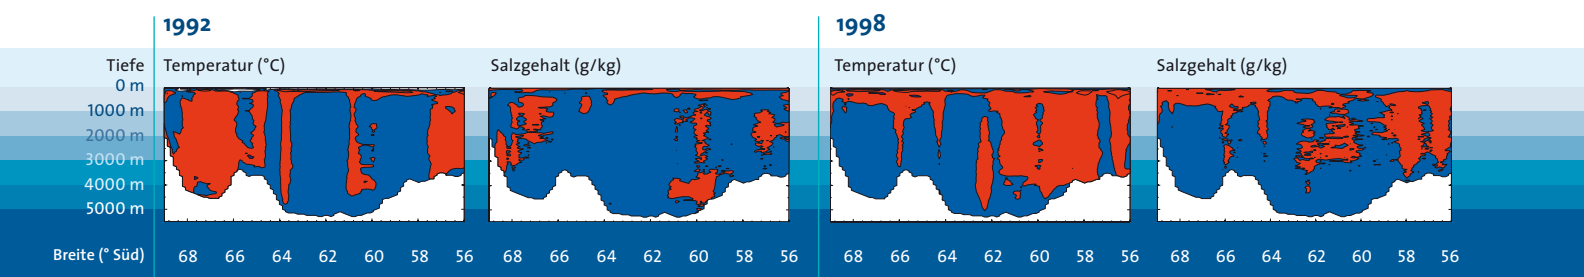 1992 1998
Tiefe Temperatur (°C) Salzgehalt (g/kg) Temperatur (°C) Salzgehalt (g/kg)
0 m
1000 m
2000 m
3000 m
4000 m
5000 m
Breite (° Süd) 68 66 64 62 60 58 56 68 66 64 62 60 58 56 68 66 64 62 60 58 56 68 66 64 62 60 58 56